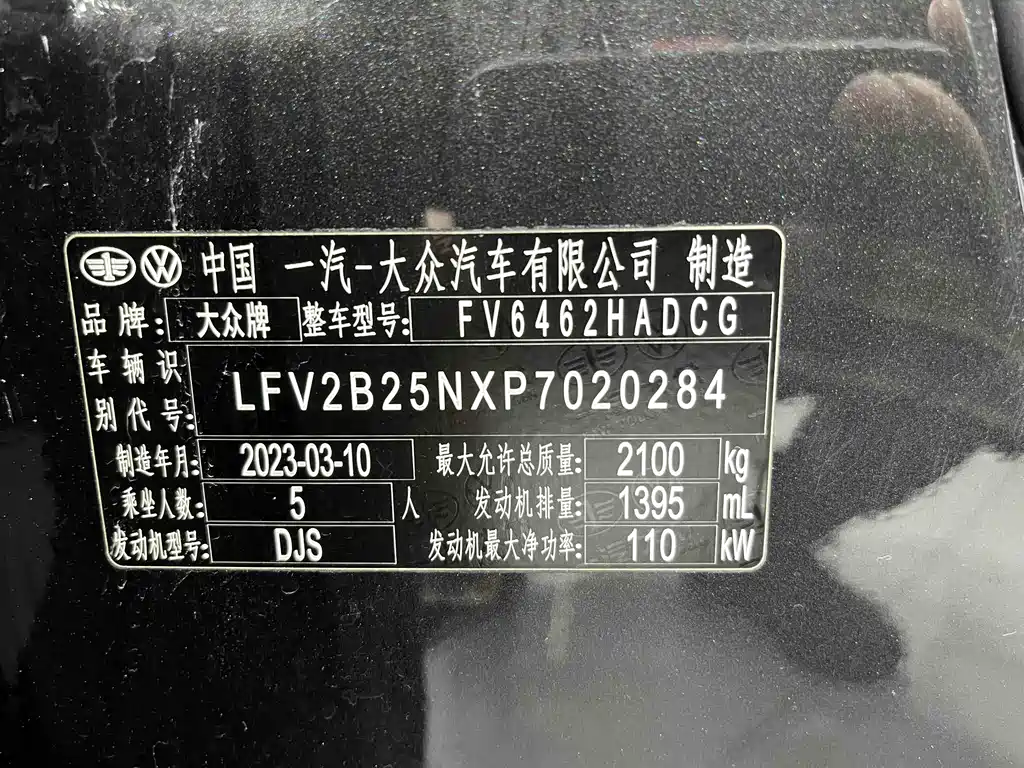 中国 一汽-大众汽车有限公司 制造
品牌: 大众牌 整车型号: FV6462HADCG
车辆识别代号: LFV2B25NXP7020284
制造年月: 2023-03-10 最大允许总质量: 2100 kg
乘坐人数: 5 人 发动机排量: 1395 mL
发动机型号: DJS 发动机最大净功率: 110 kW